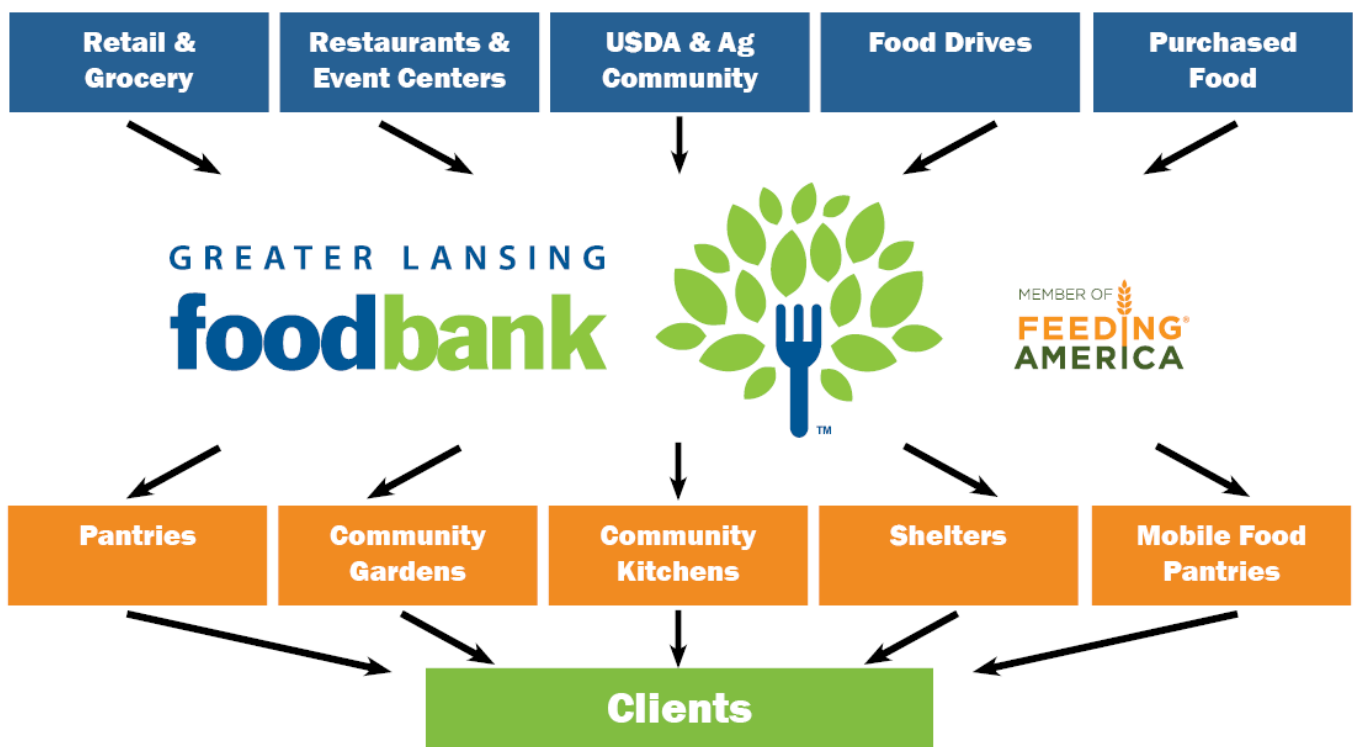 Retail &
Grocery
Restaurants &
Event Centers
USDA & Ag
Community
Food Drives
Purchased
Food
GREATER LANSING
foodbank
TM
MEMBER OF
FEEDING®
AMERICA
Pantries
Community
Gardens
Community
Kitchens
Shelters
Mobile Food
Pantries
Clients